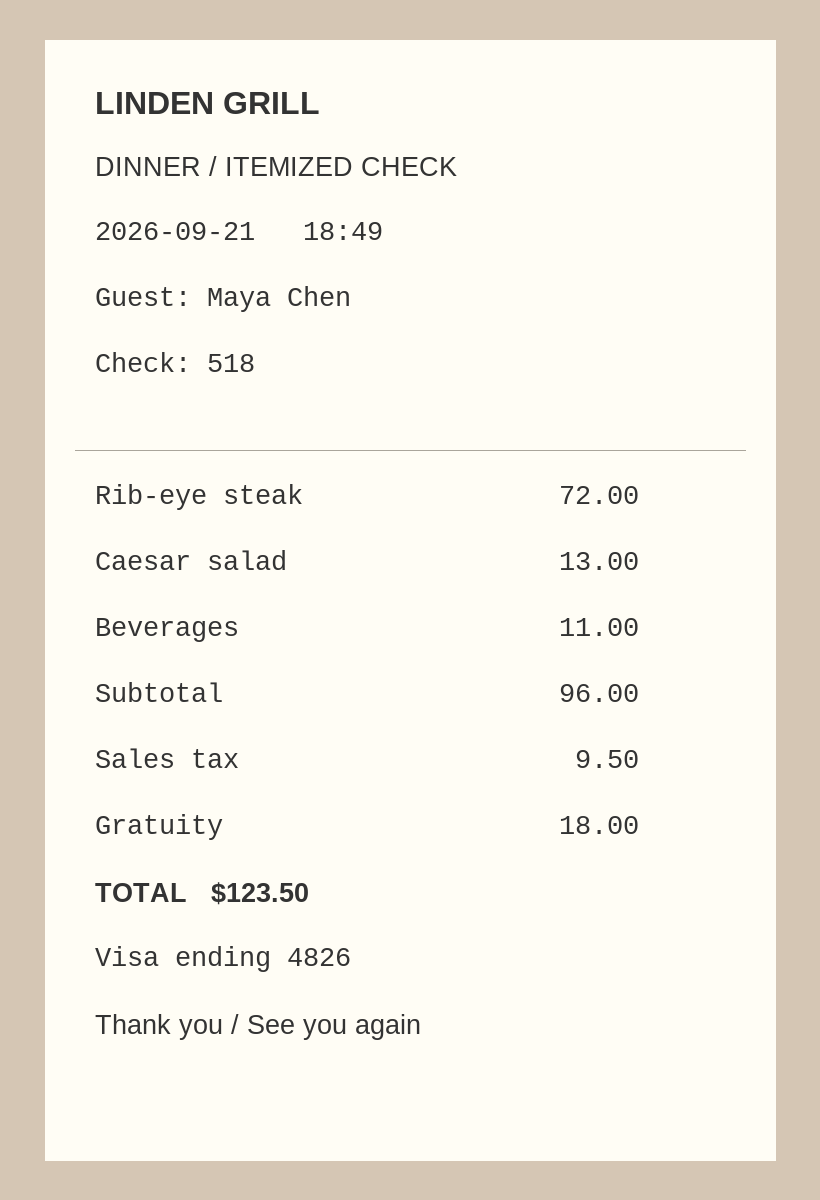 LINDEN GRILL
DINNER / ITEMIZED CHECK
2026-09-21   18:49
Guest: Maya Chen
Check: 518
Rib-eye steak                72.00
Caesar salad                 13.00
Beverages                    11.00
Subtotal                     96.00
Sales tax                     9.50
Gratuity                     18.00
TOTAL   $123.50
Visa ending 4826
Thank you / See you again